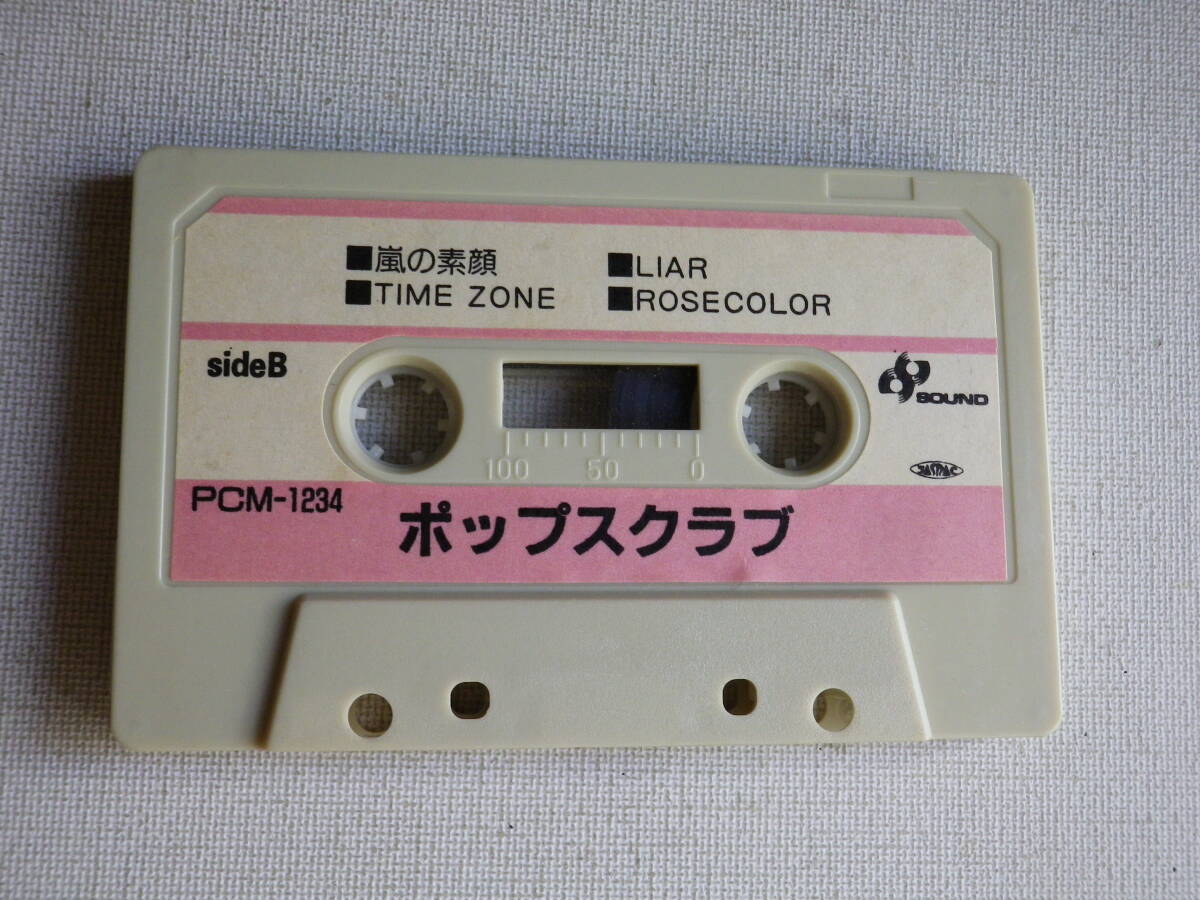 ■嵐の素顔 ■LIAR
■TIME ZONE ■ROSECOLOR
sideB
SOUND
100 50 0
JASRAC
PCM-1234
ポップスクラブ